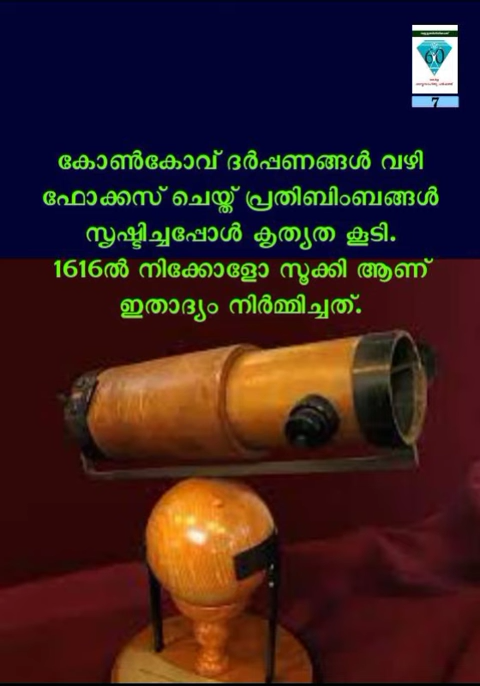 60
7
കോൺകോവ് ദർപ്പണങ്ങൾ വഴി
ഫോക്കസ് ചെയ്ത് പ്രതിബിംബങ്ങൾ
സൃഷ്ടിച്ചപ്പോൾ കൃത്യത കൂടി.
1616ൽ നിക്കോളോ സൂക്കി ആണ്
ഇതാദ്യം നിർമ്മിച്ചത്.